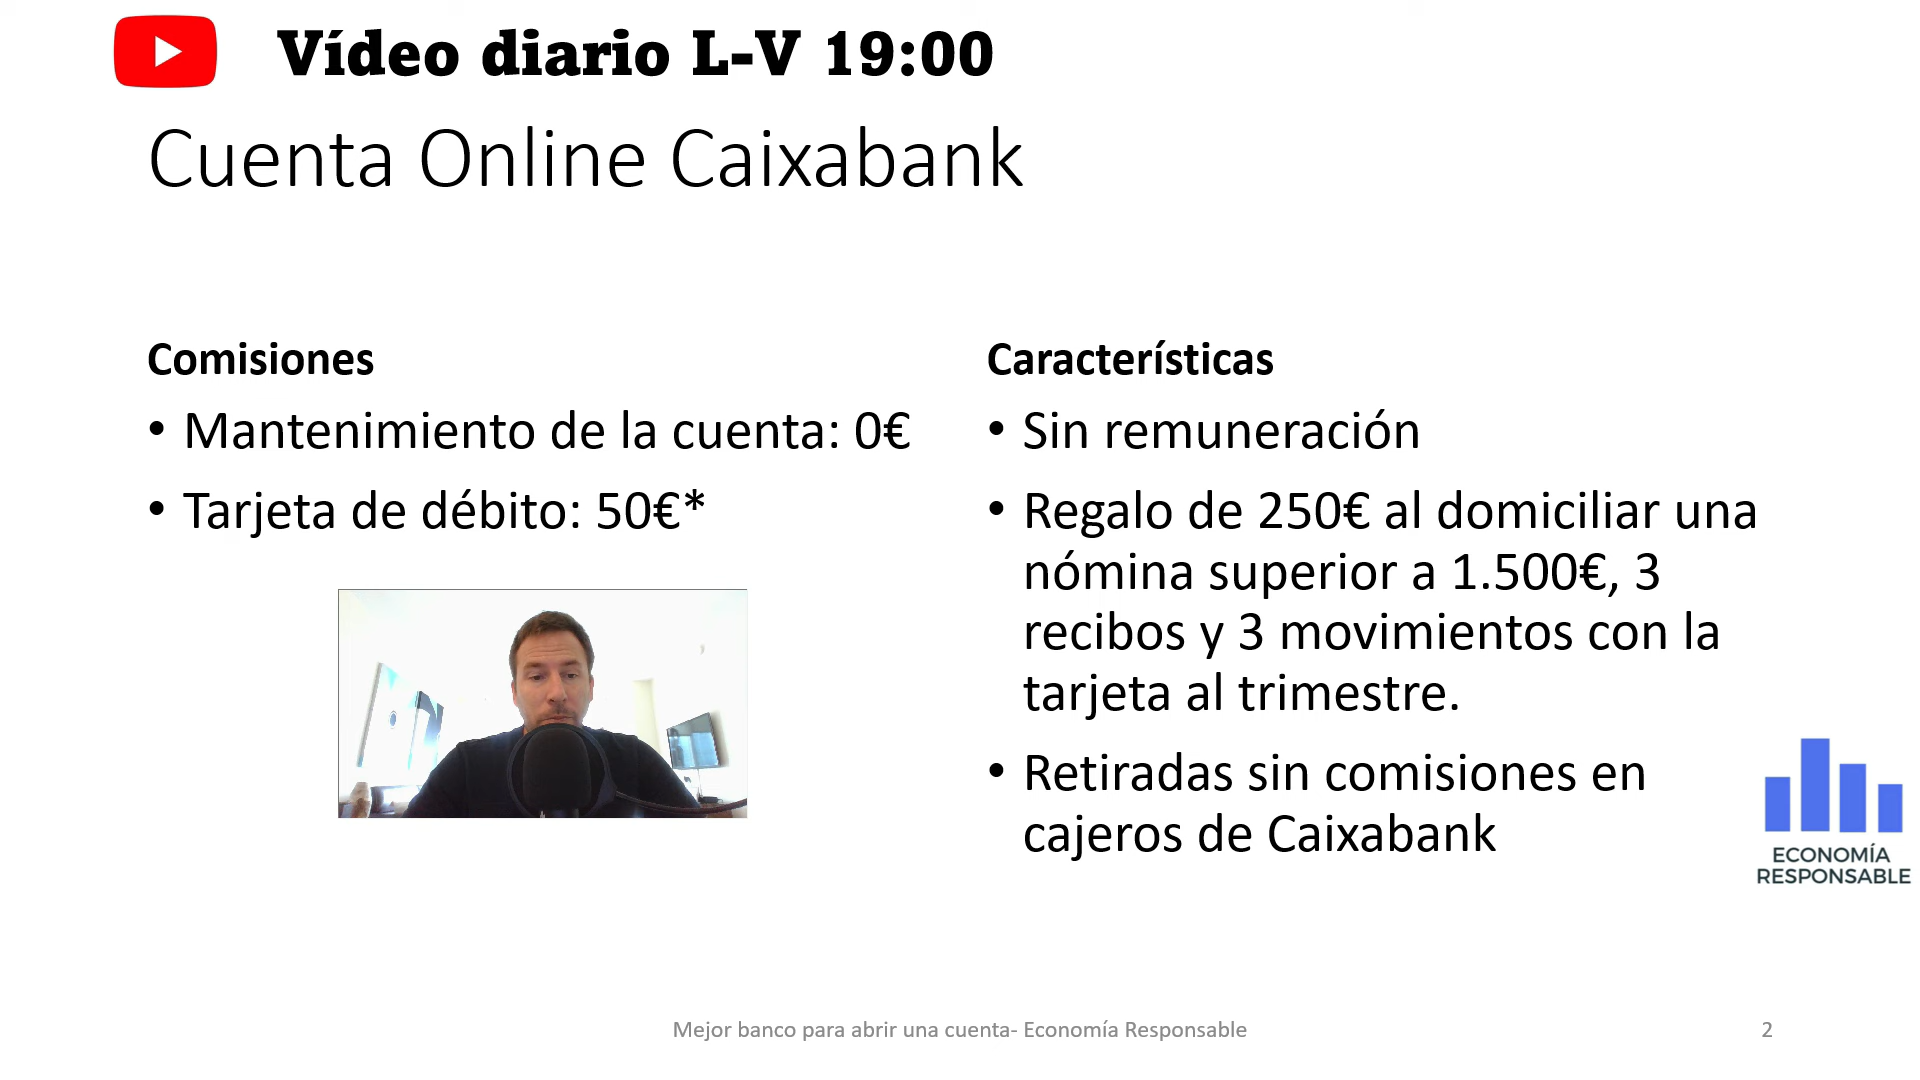 Vídeo diario L-V 19:00
Cuenta Online Caixabank
Comisiones
• Mantenimiento de la cuenta: 0€
• Tarjeta de débito: 50€*
Características
• Sin remuneración
• Regalo de 250€ al domiciliar una
nómina superior a 1.500€, 3
recibos y 3 movimientos con la
tarjeta al trimestre.
• Retiradas sin comisiones en
cajeros de Caixabank
ECONOMÍA
RESPONSABLE
Mejor banco para abrir una cuenta- Economía Responsable
2